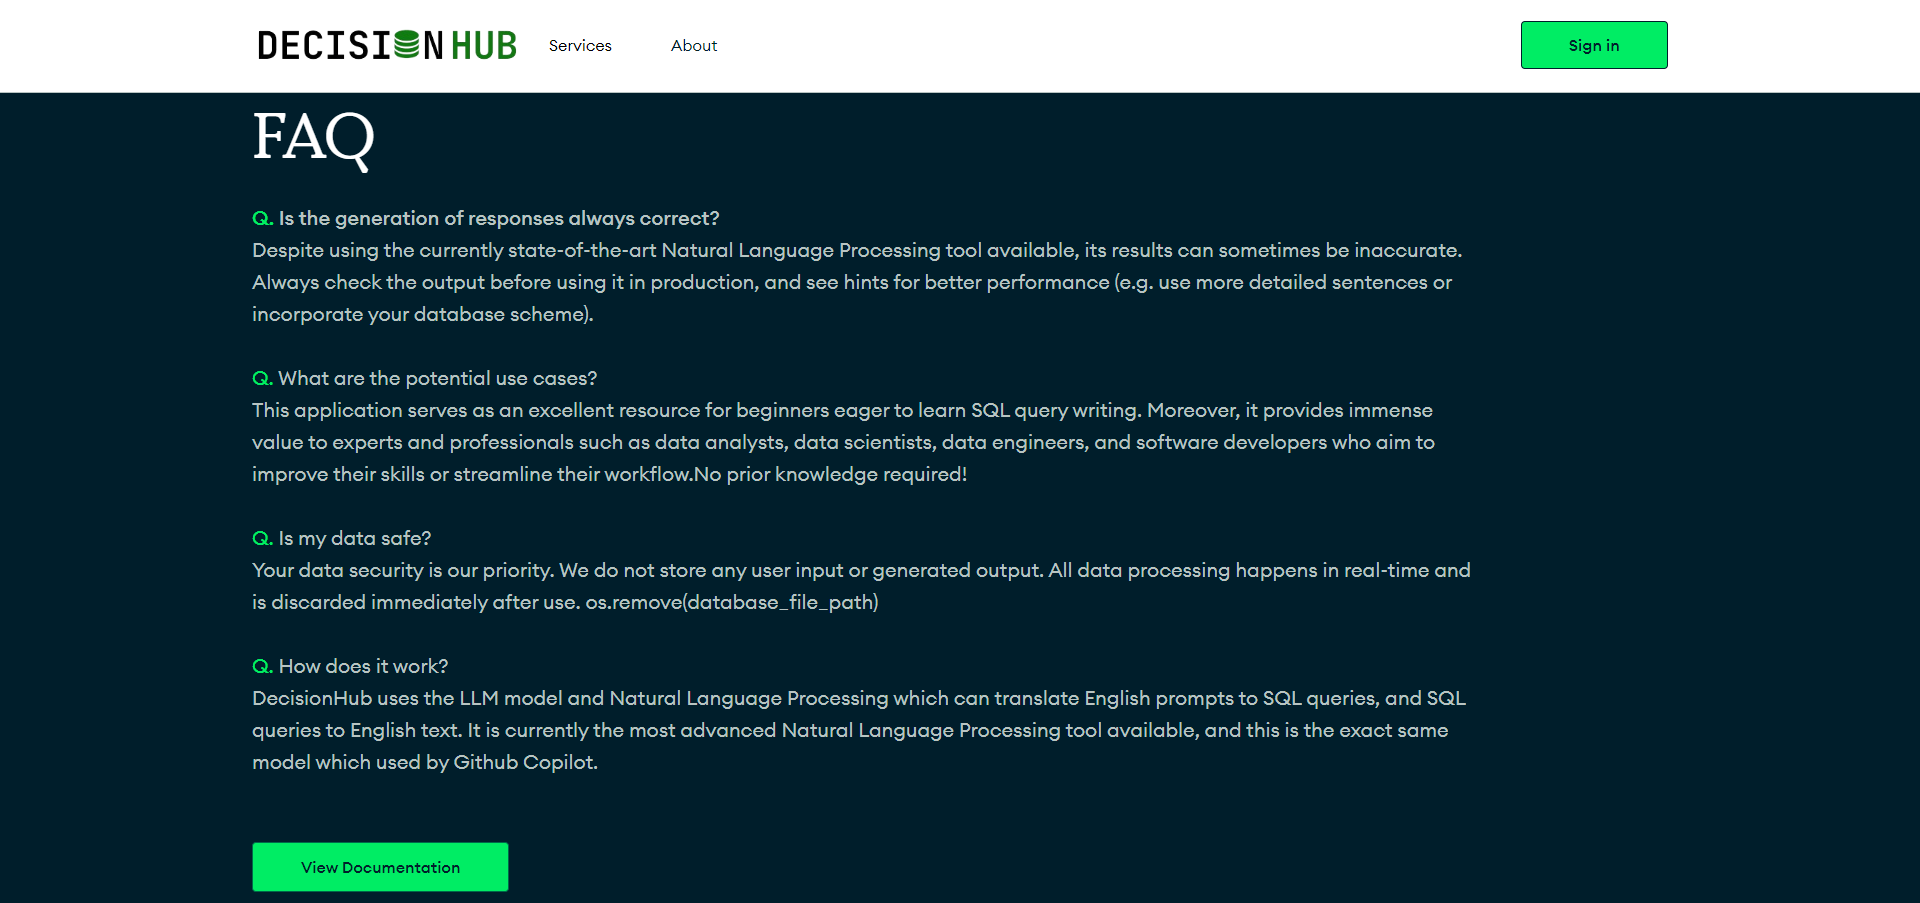 DECISION HUB
Services
About
Sign in
FAQ
Q. Is the generation of responses always correct?
Despite using the currently state-of-the-art Natural Language Processing tool available, its results can sometimes be inaccurate.
Always check the output before using it in production, and see hints for better performance (e.g. use more detailed sentences or
incorporate your database scheme).
Q. What are the potential use cases?
This application serves as an excellent resource for beginners eager to learn SQL query writing. Moreover, it provides immense
value to experts and professionals such as data analysts, data scientists, data engineers, and software developers who aim to
improve their skills or streamline their workflow.No prior knowledge required!
Q. Is my data safe?
Your data security is our priority. We do not store any user input or generated output. All data processing happens in real-time and
is discarded immediately after use. os.remove(database_file_path)
Q. How does it work?
DecisionHub uses the LLM model and Natural Language Processing which can translate English prompts to SQL queries, and SQL
queries to English text. It is currently the most advanced Natural Language Processing tool available, and this is the exact same
model which used by Github Copilot.
View Documentation